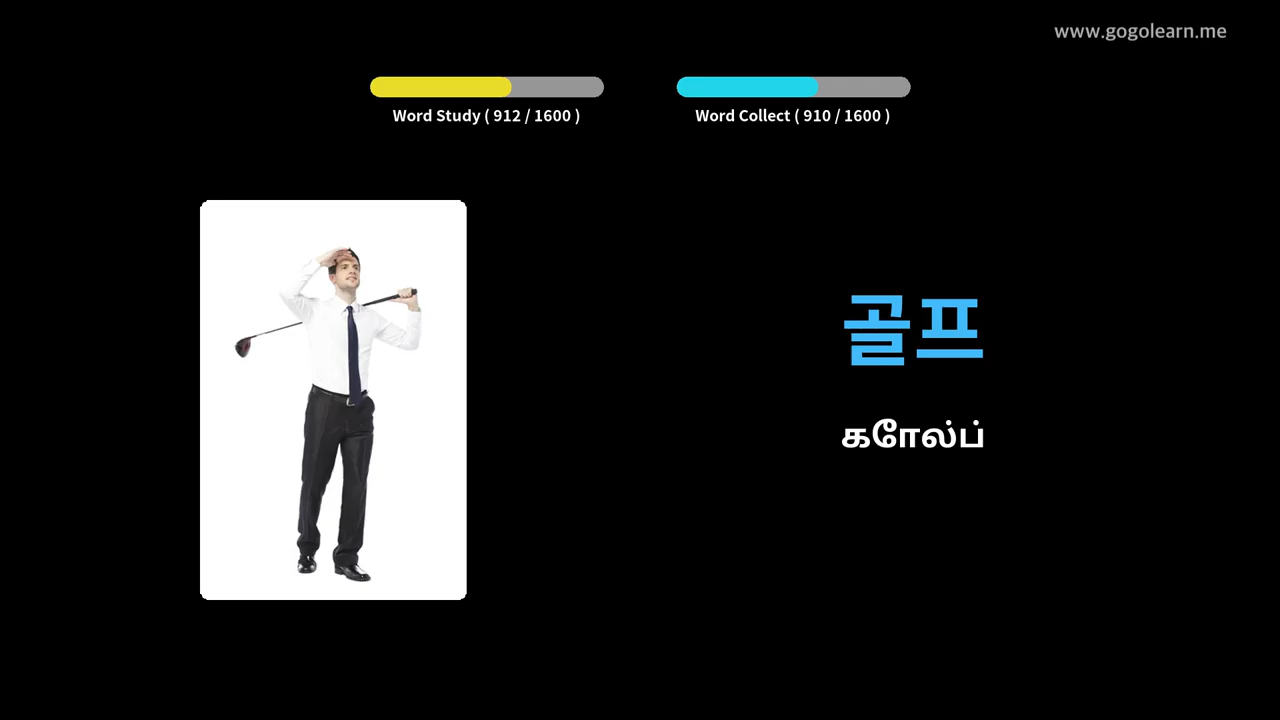 www.gogolearn.me
Word Study ( 912 / 1600 )
Word Collect ( 910 / 1600 )
골프
கோல்ப்